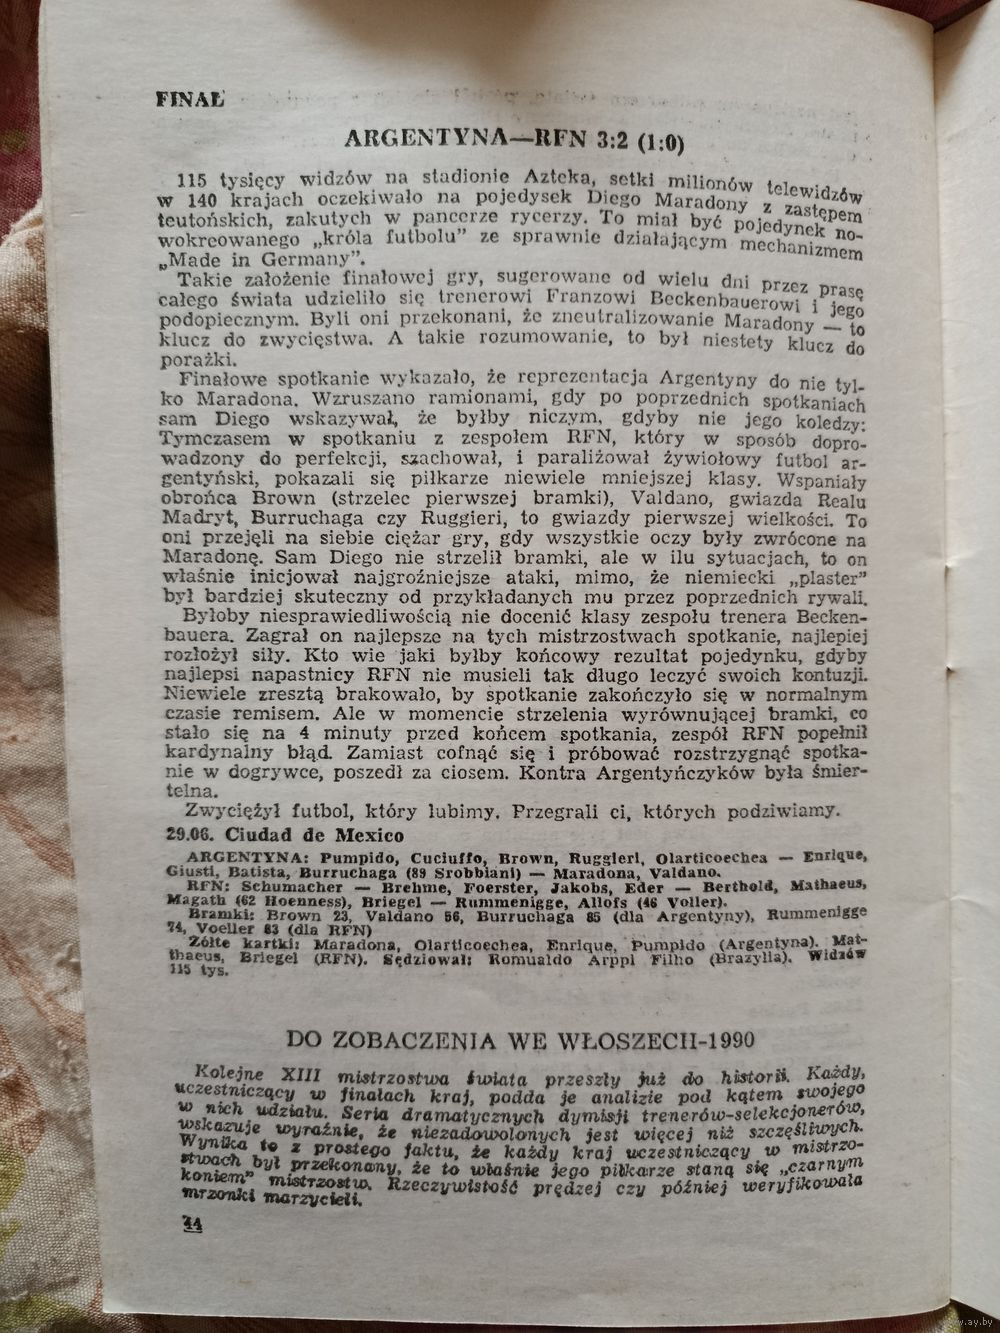 FINAŁ
ARGENTYNA—RFN 3:2 (1:0)
115 tysięcy widzów na stadionie Azteka, setki milionów telewidzów
w 140 krajach oczekiwało na pojedysek Diego Maradony z zastępem
teutońskich, zakutych w pancerze rycerzy. To miał być pojedynek no-
wokreowanego „króla futbolu” ze sprawnie działającym mechanizmem
„Made in Germany”.
Takie założenie finałowej gry, sugerowane od wielu dni przez prasę
całego świata udzieliło się trenerowi Franzowi Beckenbauerowi i jego
podopiecznym. Byli oni przekonani, że zneutralizowanie Maradony — to
klucz do zwycięstwa. A takie rozumowanie, to był niestety klucz do
porażki.
Finałowe spotkanie wykazało, że reprezentacja Argentyny do nie tyl-
ko Maradona. Wzruszano ramionami, gdy po poprzednich spotkaniach
sam Diego wskazywał, że byłby niczym, gdyby nie jego koledzy:
Tymczasem w spotkaniu z zespołem RFN, który w sposób dopro-
wadzony do perfekcji, szachował, i paraliżował żywiołowy futbol ar-
gentyński, pokazali się piłkarze niewiele mniejszej klasy. Wspaniały
obrońca Brown (strzelec pierwszej bramki), Valdano, gwiazda Realu
Madryt, Burruchaga czy Ruggieri, to gwiazdy pierwszej wielkości. To
oni przejęli na siebie ciężar gry, gdy wszystkie oczy były zwrócone na
Maradonę. Sam Diego nie strzelił bramki, ale w ilu sytuacjach, to on
właśnie inicjował najgroźniejsze ataki, mimo, że niemiecki „plaster”
był bardziej skuteczny od przykładanych mu przez poprzednich rywali.
Byłoby niesprawiedliwością nie docenić klasy zespołu trenera Becken-
bauera. Zagrał on najlepsze na tych mistrzostwach spotkanie, najlepiej
rozłożył siły. Kto wie jaki byłby końcowy rezultat pojedynku, gdyby
najlepsi napastnicy RFN nie musieli tak długo leczyć swoich kontuzji.
Niewiele zresztą brakowało, by spotkanie zakończyło się w normalnym
czasie remisem. Ale w momencie strzelenia wyrównującej bramki, co
stało się na 4 minuty przed końcem spotkania, zespół RFN popełnił
kardynalny błąd. Zamiast cofnąć się i próbować rozstrzygnąć spotka-
nie w dogrywce, poszedł za ciosem. Kontra Argentyńczyków była śmier-
telna.
Zwyciężył futbol, który lubimy. Przegrali ci, których podziwiamy.
29.06. Ciudad de Mexico
ARGENTYNA: Pumpido, Cuciuffo, Brown, Ruggieri, Olarticoechea — Enrique,
Giusti, Batista, Burruchaga (89 Srobbiani) — Maradona, Valdano.
RFN: Schumacher — Brehme, Foerster, Jakobs, Eder — Berthold, Mathaeus,
Magath (62 Hoenness), Briegel — Rummenigge, Allofs (46 Voller).
Bramki: Brown 23, Valdano 56, Burruchaga 85 (dla Argentyny), Rummenigge
74, Voeller 83 (dla RFN)
Żółte kartki: Maradona, Olarticoechea, Enrique, Pumpido (Argentyna). Mat-
thaeus, Briegel (RFN). Sędziował: Romualdo Arppi Filho (Brazylia). Widzów
115 tys.
DO ZOBACZENIA WE WŁOSZECH-1990
Kolejne XIII mistrzostwa świata przeszły już do historii. Każdy,
uczestniczący w finałach kraj, podda je analizie pod kątem swojego
w nich udziału. Seria dramatycznych dymisji trenerów-selekcjonerów,
wskazuje wyraźnie, że niezadowolonych jest więcej niż szczęśliwych.
Wynika to z prostego faktu, że każdy kraj uczestniczący w mistrzo-
stwach był przekonany, że to właśnie jego piłkarze staną się „czarnym
koniem” mistrzostw. Rzeczywistość prędzej czy później weryfikowała
mrzonki marzycieli.
44
www.ay.by